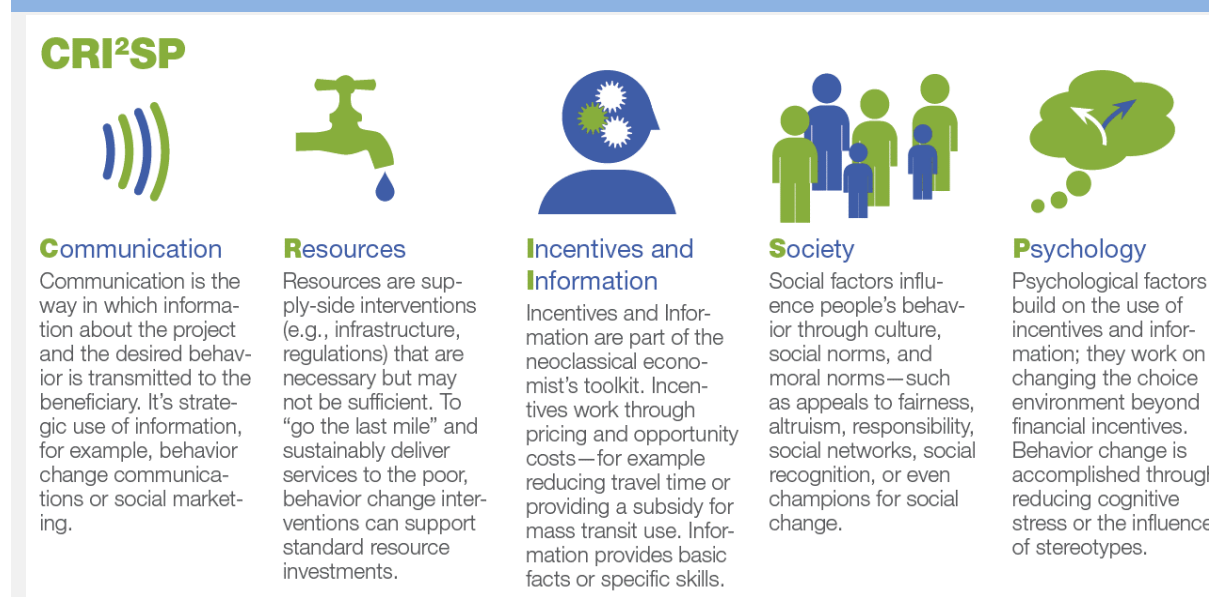 CRI²SP
Communication
Communication is the
way in which informa-
tion about the project
and the desired behav-
ior is transmitted to the
beneficiary. It’s strate-
gic use of information,
for example, behavior
change communica-
tions or social market-
ing.
Resources
Resources are sup-
ply-side interventions
(e.g., infrastructure,
regulations) that are
necessary but may
not be sufficient. To
“go the last mile” and
sustainably deliver
services to the poor,
behavior change inter-
ventions can support
standard resource
investments.
Incentives and
Information
Incentives and Infor-
mation are part of the
neoclassical econo-
mist’s toolkit. Incen-
tives work through
pricing and opportunity
costs—for example
reducing travel time or
providing a subsidy for
mass transit use. Infor-
mation provides basic
facts or specific skills.
Society
Social factors influ-
ence people’s behav-
ior through culture,
social norms, and
moral norms—such
as appeals to fairness,
altruism, responsibility,
social networks, social
recognition, or even
champions for social
change.
Psychology
Psychological factors
build on the use of
incentives and infor-
mation; they work on
changing the choice
environment beyond
financial incentives.
Behavior change is
accomplished through
reducing cognitive
stress or the influence
of stereotypes.